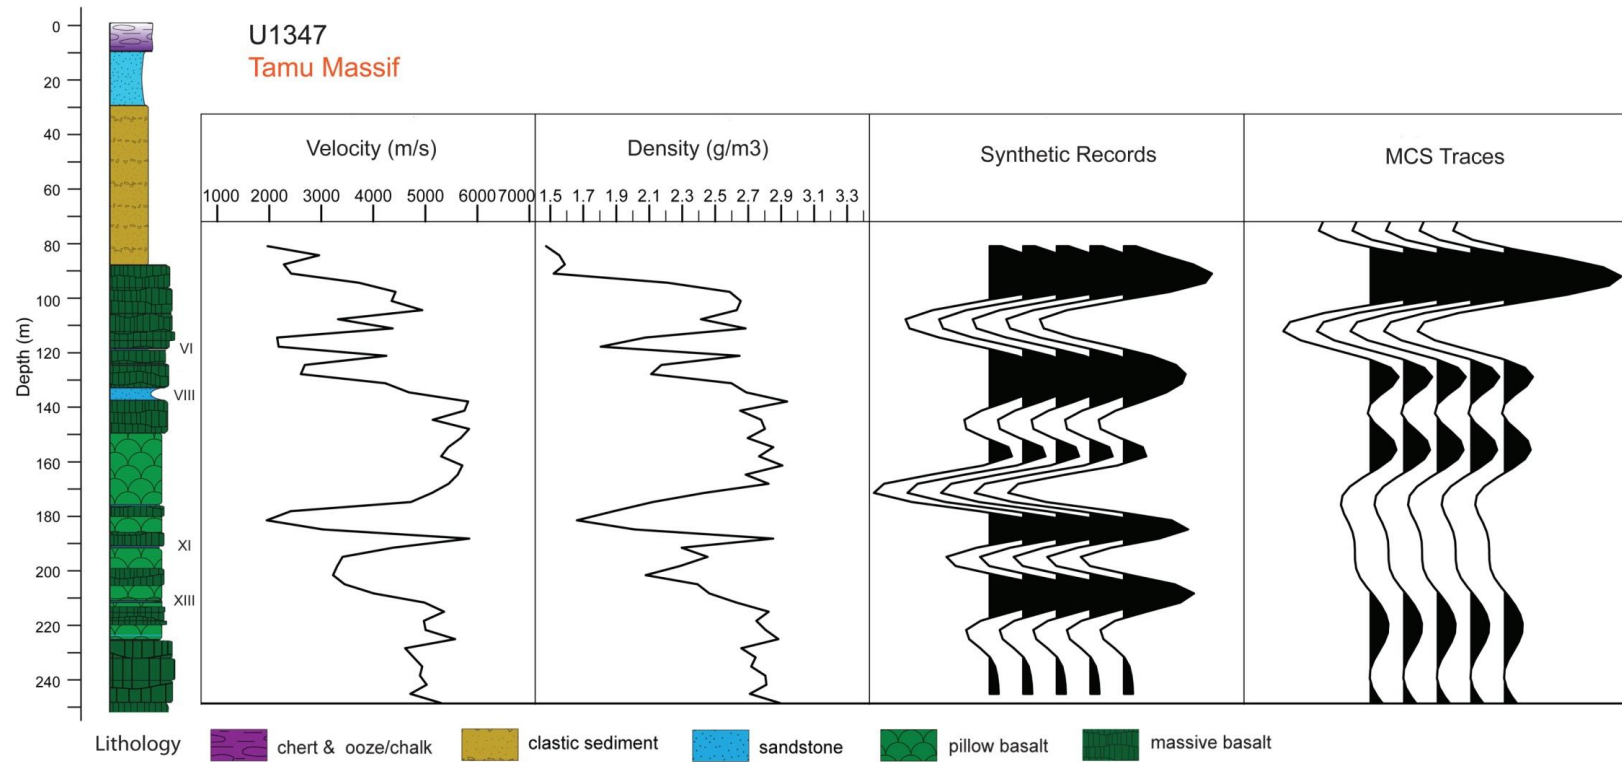 U1347
Tamu Massif
Velocity (m/s)
Density (g/m3)
Synthetic Records
MCS Traces
1000 2000 3000 4000 5000 6000 7000
1.5 1.7 1.9 2.1 2.3 2.5 2.7 2.9 3.1 3.3
Depth (m)
0
20
40
60
80
100
120
140
160
180
200
220
240
VI
VIII
XI
XIII
Lithology
chert & ooze/chalk
clastic sediment
sandstone
pillow basalt
massive basalt